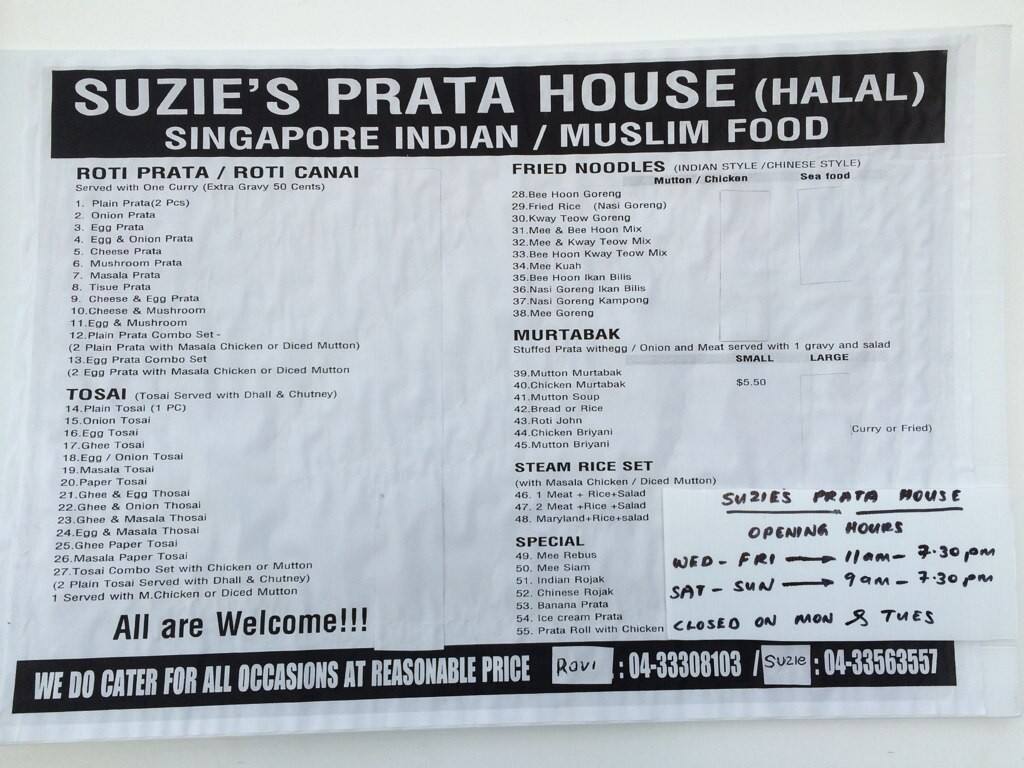 SUZIE'S PRATA HOUSE (HALAL)
SINGAPORE INDIAN / MUSLIM FOOD
ROTI PRATA / ROTI CANAI
Served with One Curry (Extra Gravy 50 Cents)
1. Plain Prata(2 Pcs)
2. Onion Prata
3. Egg Prata
4. Egg & Onion Prata
5. Cheese Prata
6. Mushroom Prata
7. Masala Prata
8. Tisue Prata
9. Cheese & Egg Prata
10.Cheese & Mushroom
11.Egg & Mushroom
12.Plain Prata Combo Set-
(2 Plain Prata with Masala Chicken or Diced Mutton)
13.Egg Prata Combo Set
(2 Egg Prata with Masala Chicken or Diced Mutton
TOSAI (Tosai Served with Dhall & Chutney)
14.Plain Tosai (1 PC)
15.Onion Tosai
16.Egg Tosai
17.Ghee Tosai
18.Egg / Onion Tosai
19.Masala Tosai
20.Paper Tosai
21.Ghee & Egg Thosai
22.Ghee & Onion Thosai
23.Ghee & Masala Thosai
24.Egg & Masala Thosai
25.Ghee Paper Tosai
26.Masala Paper Tosai
27.Tosai Combo Set with Chicken or Mutton
(2 Plain Tosai Served with Dhall & Chutney)
1 Served with M.Chicken or Diced Mutton
All are Welcome!!!
FRIED NOODLES (INDIAN STYLE /CHINESE STYLE)
Mutton / Chicken Sea food
28.Bee Hoon Goreng
29.Fried Rice (Nasi Goreng)
30.Kway Teow Goreng
31.Mee & Bee Hoon Mix
32.Mee & Kway Teow Mix
33.Bee Hoon Kway Teow Mix
34.Mee Kuah
35.Bee Hoon Ikan Bilis
36.Nasi Goreng Ikan Bilis
37.Nasi Goreng Kampong
38.Mee Goreng
MURTABAK
Stuffed Prata withegg / Onion and Meat served with 1 gravy and salad
SMALL LARGE
39.Mutton Murtabak
40.Chicken Murtabak $5.50
41.Mutton Soup
42.Bread or Rice
43.Roti John
44.Chicken Briyani (Curry or Fried)
45.Mutton Briyani
STEAM RICE SET
(with Masala Chicken / Diced Mutton)
46. 1 Meat + Rice+Salad
47. 2 Meat +Rice +Salad
48. Maryland+Rice+salad
SPECIAL
49. Mee Rebus
50. Mee Siam
51. Indian Rojak
52. Chinese Rojak
53. Banana Prata
54. Ice cream Prata
55. Prata Roll with Chicken
SUZIES PRATA HOUSE
OPENING HOURS
WED - FRI → 11am - 7.30pm
SAT - SUN → 9am - 7.30pm
CLOSED ON MON & TUES
WE DO CATER FOR ALL OCCASIONS AT REASONABLE PRICE Ravi : 04-33308103 / Suzie : 04-33563557